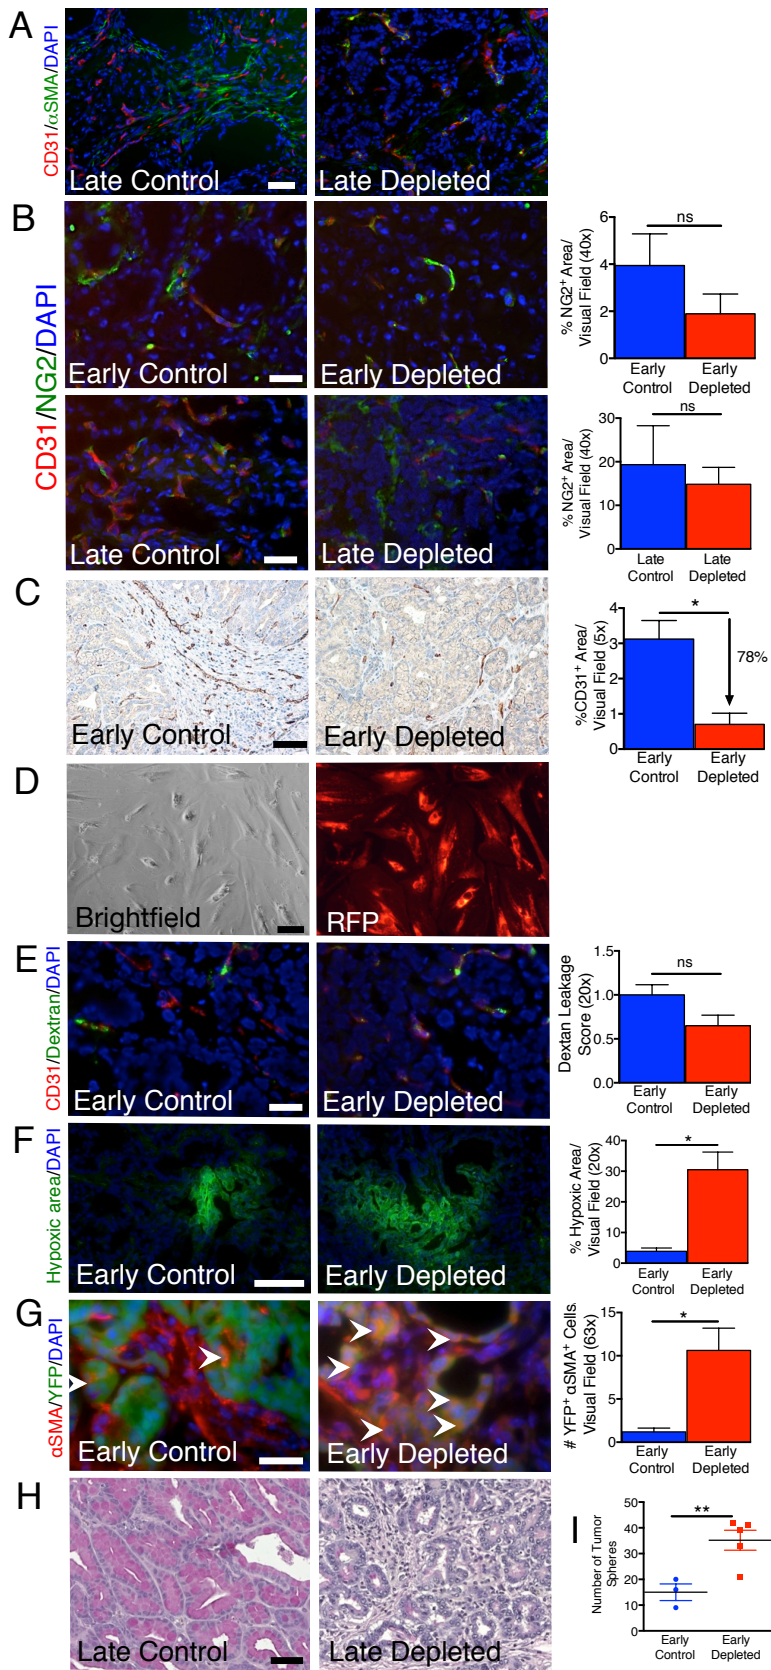 A
CD31/αSMA/DAPI
Late Control
Late Depleted
B
CD31/NG2/DAPI
Early Control
Early Depleted
% NG2+ Area/
Visual Field (40x)
6
4
2
0
ns
Early
Control
Early
Depleted
Late Control
Late Depleted
% NG2+ Area/
Visual Field (40x)
30
20
10
0
ns
Late
Control
Late
Depleted
C
Early Control
Early Depleted
%CD31+ Area/
Visual Field (5x)
4
3
2
1
0
*
78%
Early
Control
Early
Depleted
D
Brightfield
RFP
E
CD31/Dextran/DAPI
Early Control
Early Depleted
Dextan Leakage
Score (20x)
1.5
1.0
0.5
0.0
ns
Early
Control
Early
Depleted
F
Hypoxic area/DAPI
Early Control
Early Depleted
% Hypoxic Area/
Visual Field (20x)
40
30
20
10
0
*
Early
Control
Early
Depleted
G
αSMA/YFP/DAPI
Early Control
Early Depleted
# YFP+ αSMA+ Cells
Visual Field (63x)
15
10
5
0
*
Early
Control
Early
Depleted
H
Late Control
Late Depleted
I
Number of Tumor
Spheres
50
40
30
20
10
0
**
Early
Control
Early
Depleted